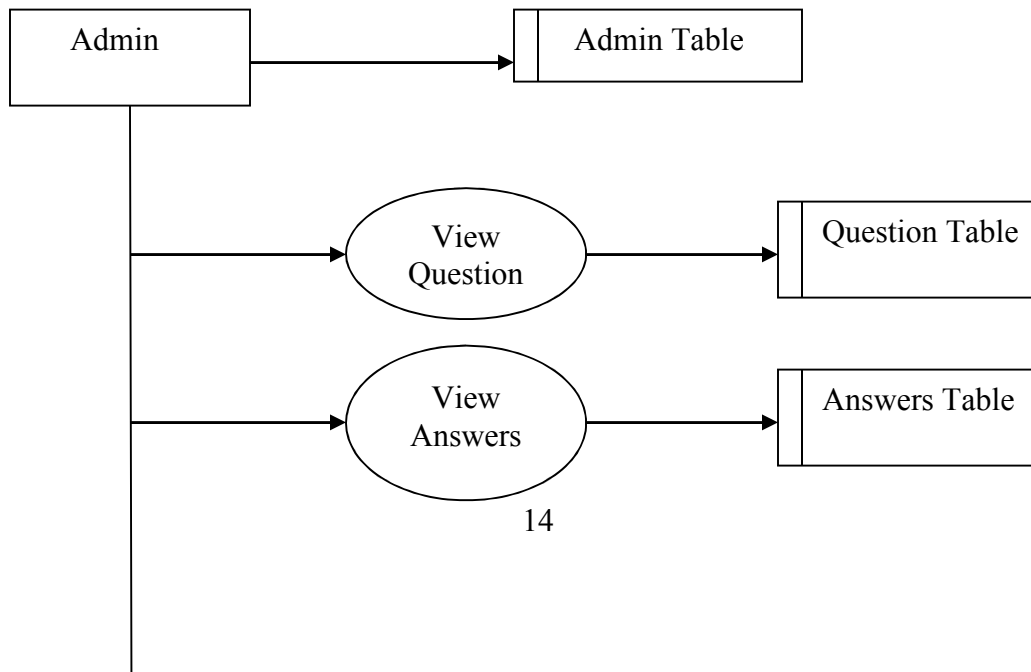 Admin
Admin Table
View
Question
Question Table
View
Answers
Answers Table
14